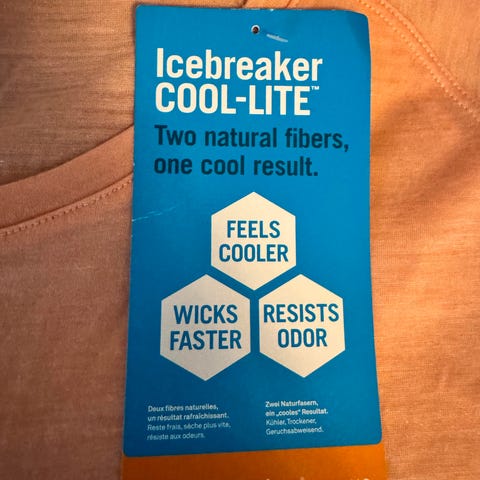 Icebreaker
COOL-LITE™
Two natural fibers,
one cool result.
FEELS
COOLER
WICKS
FASTER
RESISTS
ODOR
Deux fibres naturelles,
un résultat rafraîchissant.
Reste frais, sèche plus vite,
résiste aux odeurs.
Zwei Naturfasern,
ein „cooles" Resultat.
Kühler, Trockener,
Geruchsabweisend.